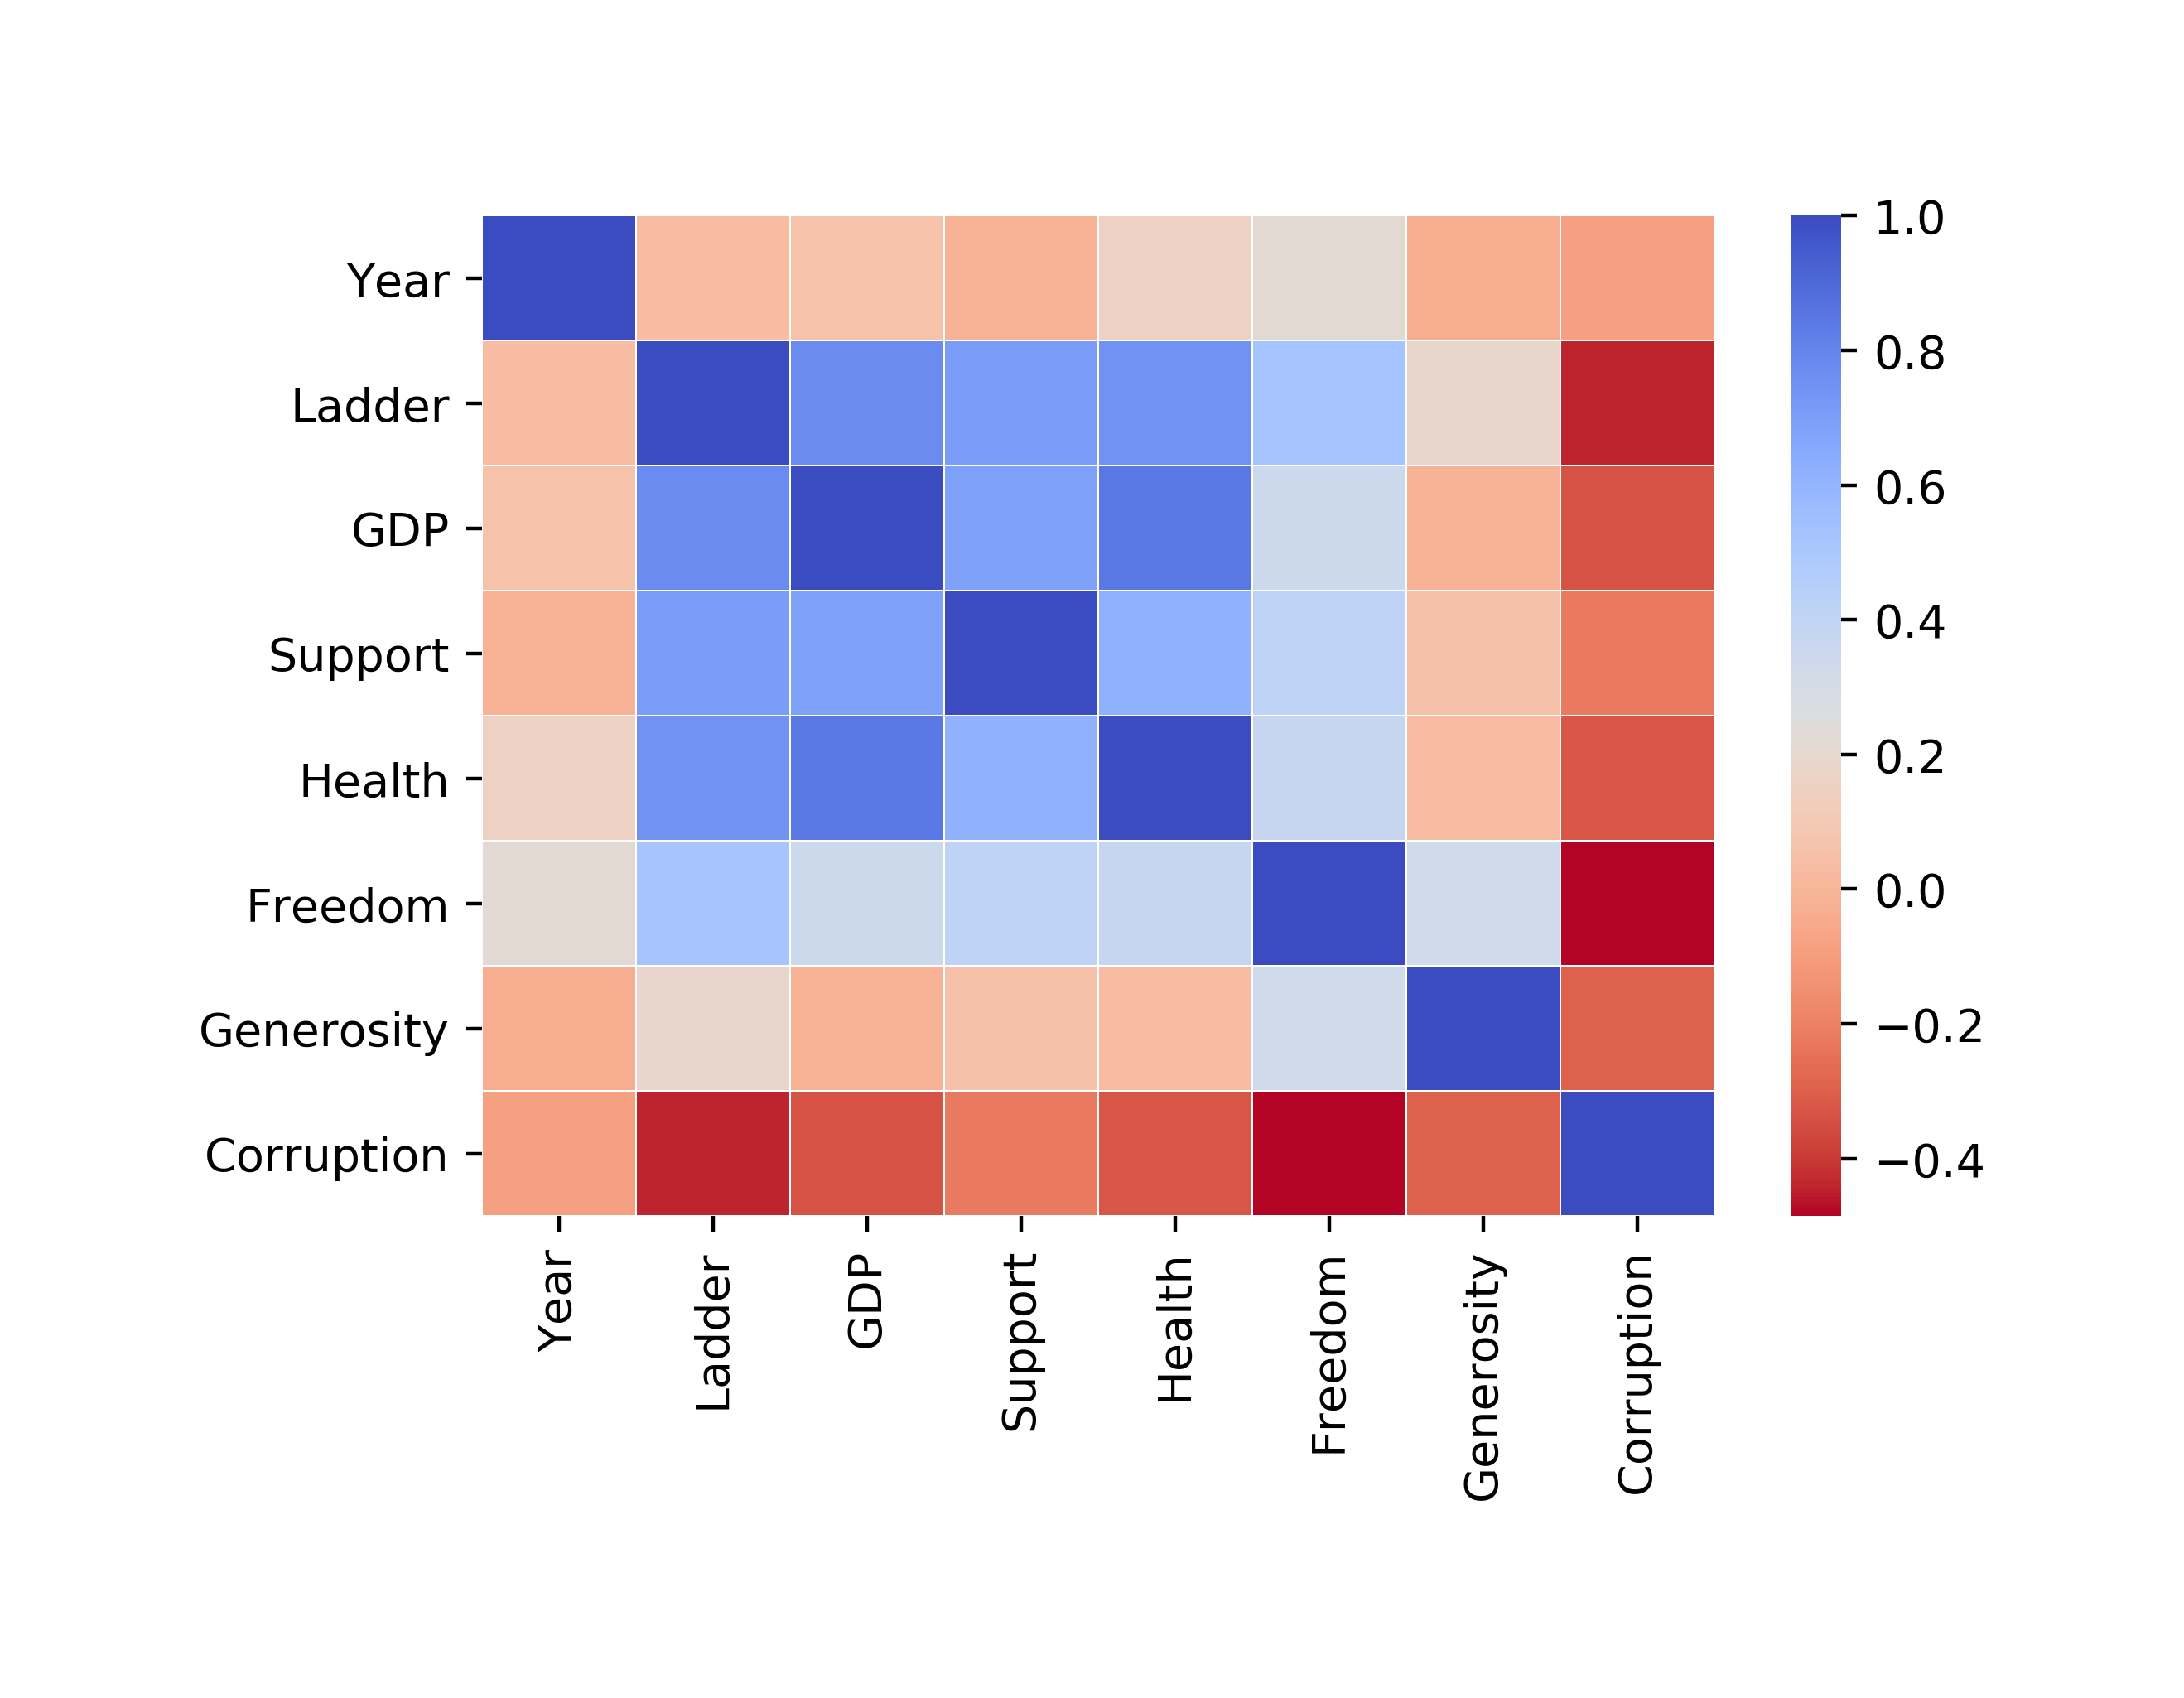 Year
Ladder
GDP
Support
Health
Freedom
Generosity
Corruption
Year
Ladder
GDP
Support
Health
Freedom
Generosity
Corruption
1.0
0.8
0.6
0.4
0.2
0.0
−0.2
−0.4